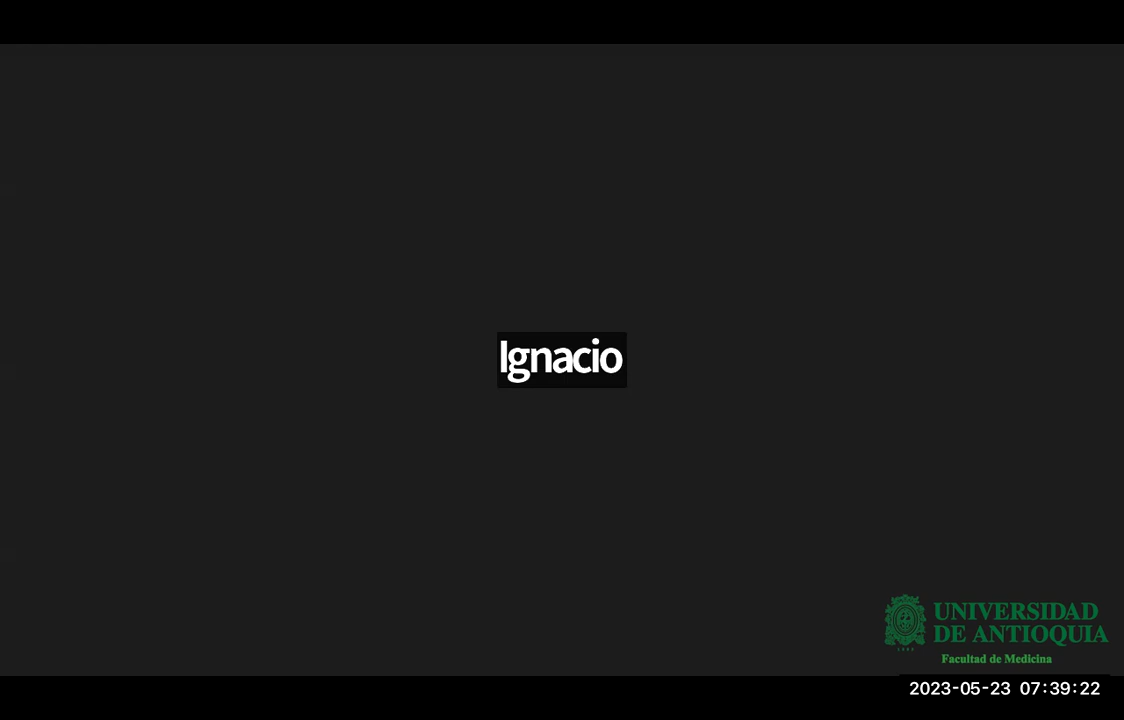 Ignacio
UNIVERSIDAD
DE ANTIOQUIA
Facultad de Medicina
2023-05-23 07:39:22